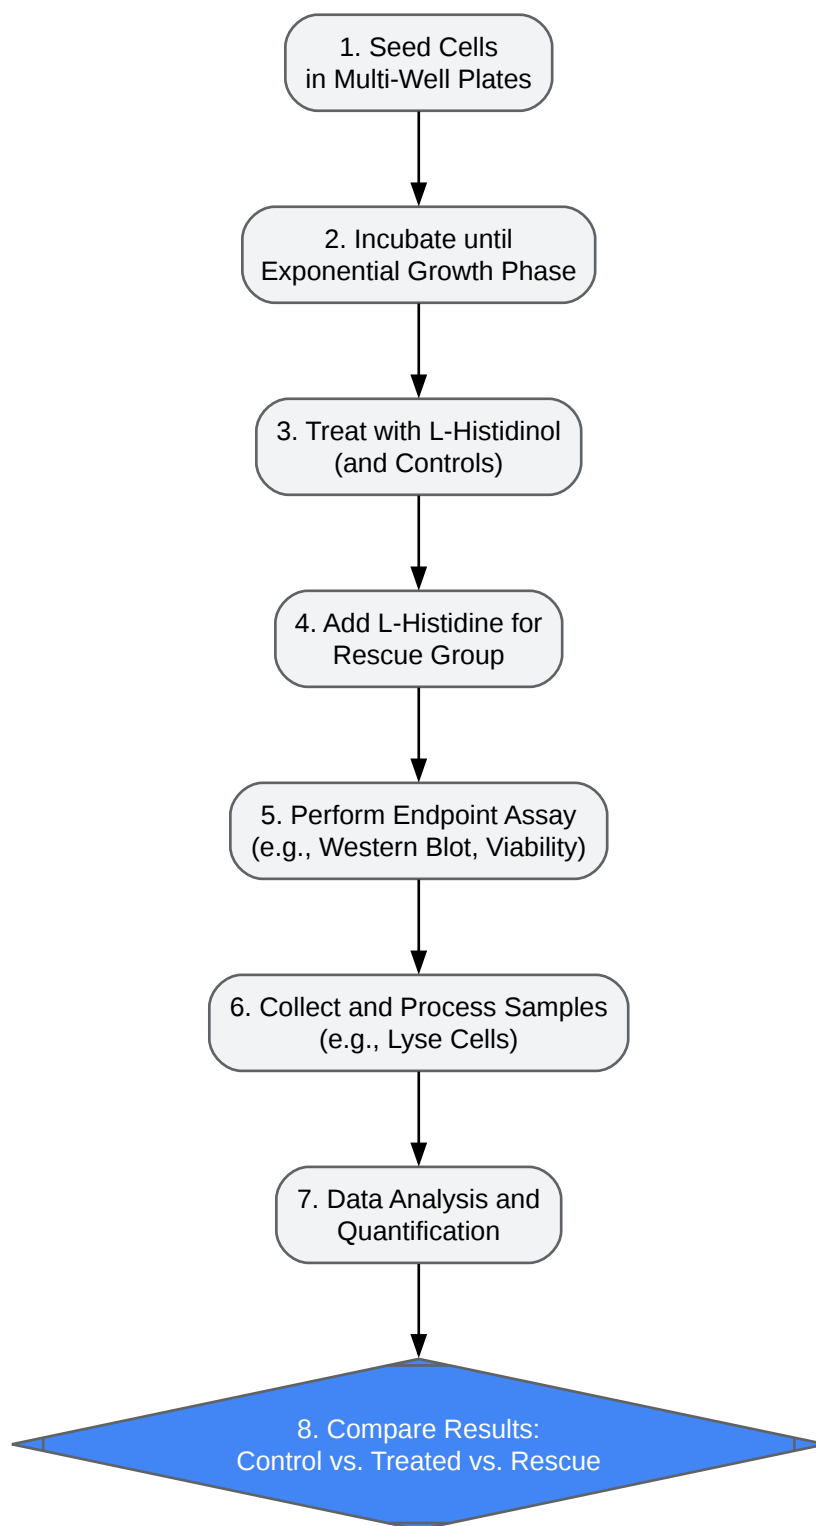 1. Seed Cells
in Multi-Well Plates
2. Incubate until
Exponential Growth Phase
3. Treat with L-Histidinol
(and Controls)
4. Add L-Histidine for
Rescue Group
5. Perform Endpoint Assay
(e.g., Western Blot, Viability)
6. Collect and Process Samples
(e.g., Lyse Cells)
7. Data Analysis and
Quantification
8. Compare Results:
Control vs. Treated vs. Rescue